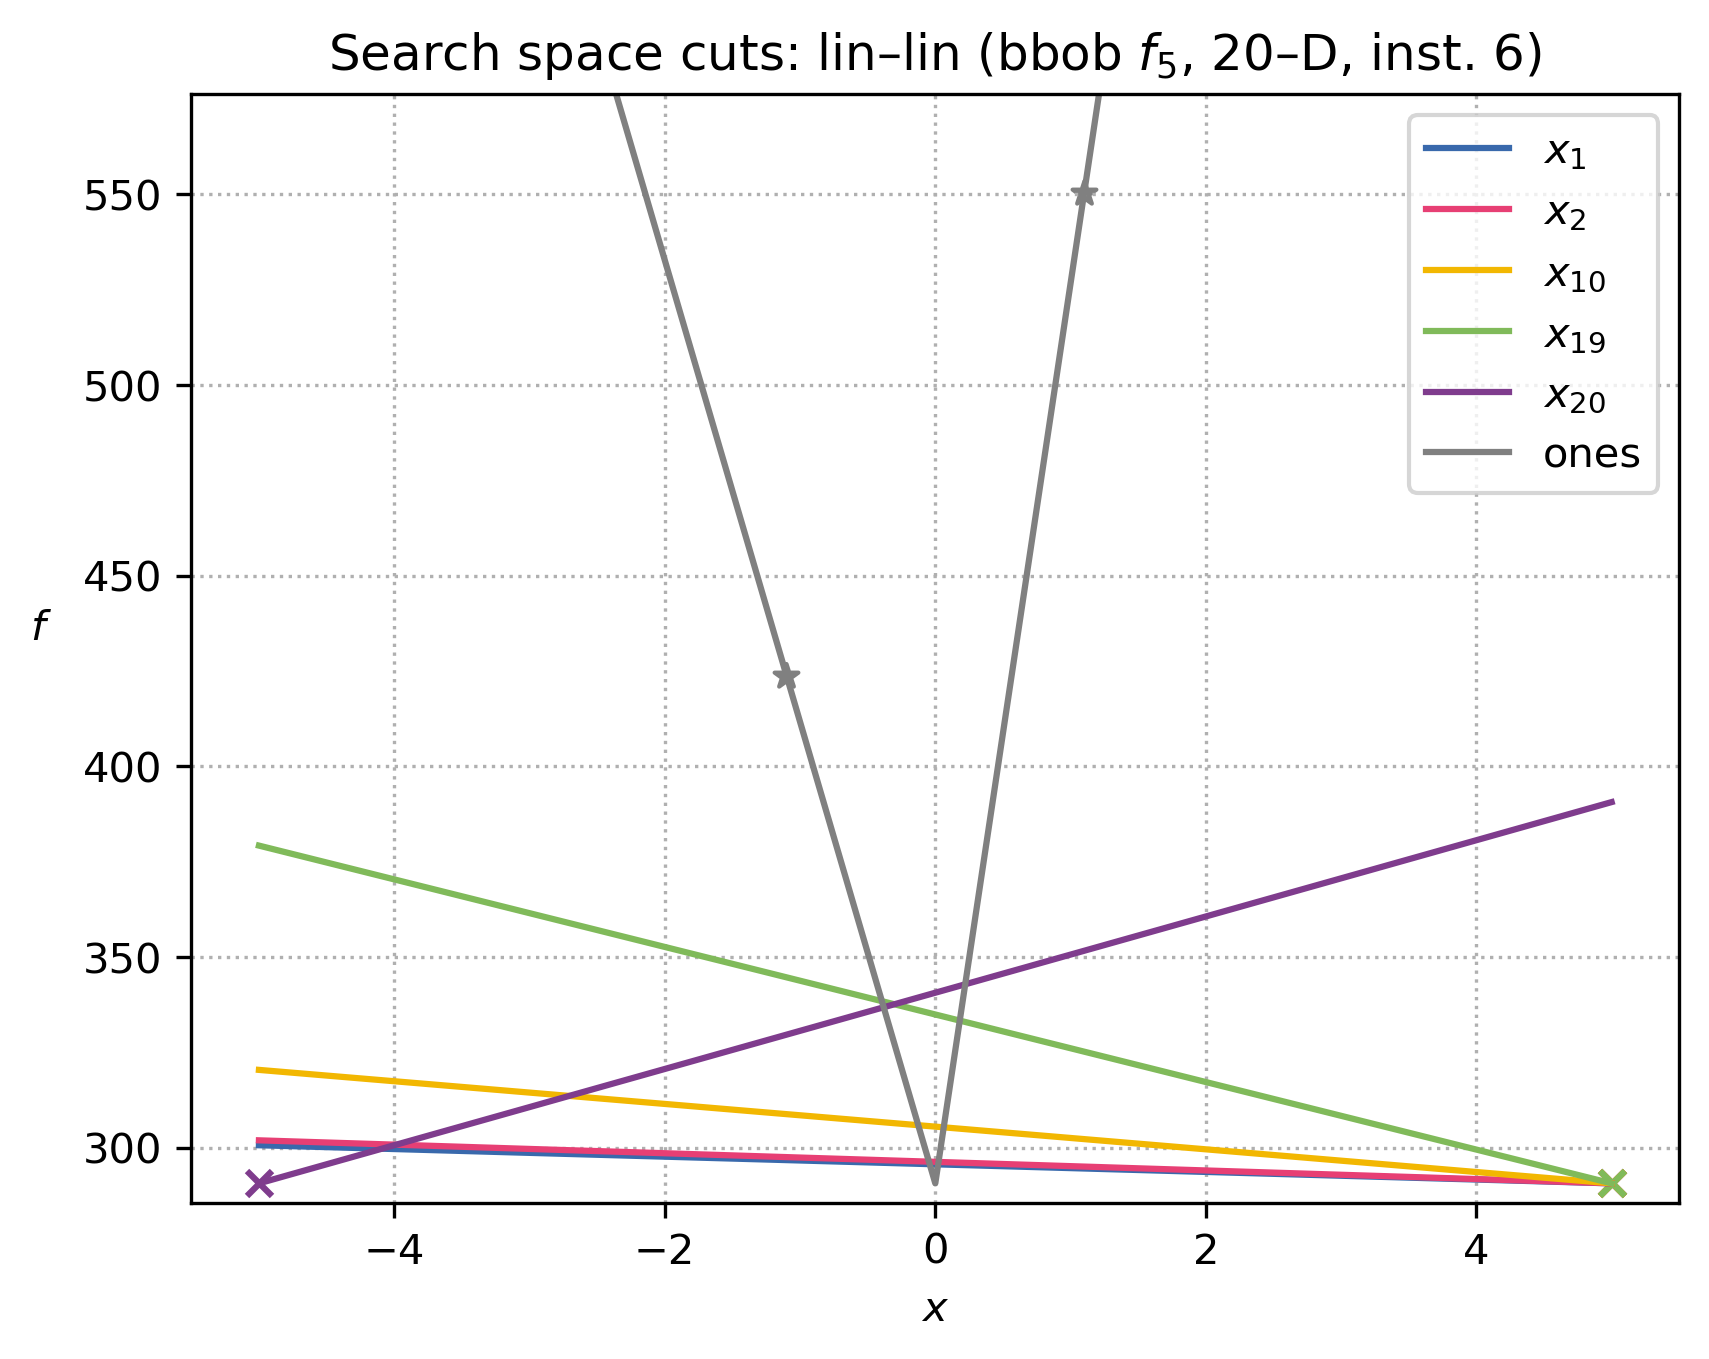 Search space cuts: lin–lin (bbob f₅, 20–D, inst. 6)
550
500
450
400
350
300
f
−4
−2
0
2
4
x
x₁
x₂
x₁₀
x₁₉
x₂₀
ones